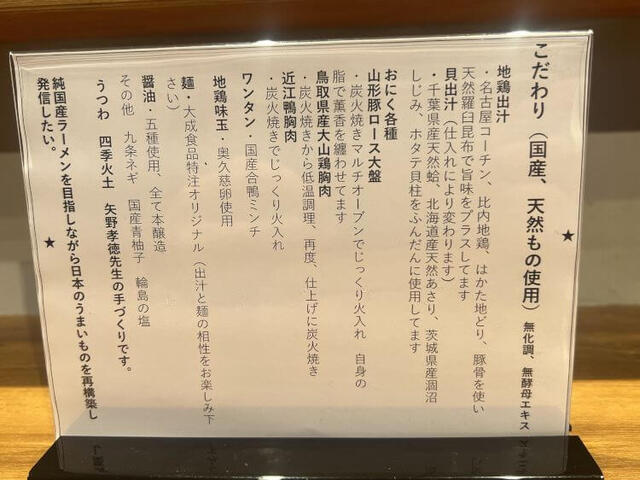 こだわり（国産、天然もの使用）無化調、無酵母エキス
★
地鶏出汁
・名古屋コーチン、比内地鶏、はかた地どり、豚骨を使い
天然羅臼昆布で旨味をプラスしてます
貝出汁（仕入れにより変わります）
・千葉県産天然蛤、北海道産天然あさり、茨城県産涸沼
しじみ、ホタテ貝柱をふんだんに使用してます
おにく各種
山形豚ロース大盤
・炭火焼きマルチオーブンでじっくり火入れ　自身の
脂で薫香を纏わせてます
鳥取県産大山鶏胸肉
・炭火焼きから低温調理、再度、仕上げに炭火焼き
近江鴨胸肉
・炭火焼きでじっくり火入れ
ワンタン・国産合鴨ミンチ
地鶏味玉・奥久慈卵使用
麺・大成食品特注オリジナル（出汁と麺の相性をお楽しみ下
さい）
醤油・五種使用、全て本醸造
その他　九条ネギ　国産青柚子　輪島の塩
うつわ　四季火土　矢野孝徳先生の手づくりです。
★
純国産ラーメンを目指しながら日本のうまいものを再構築し
発信したい。